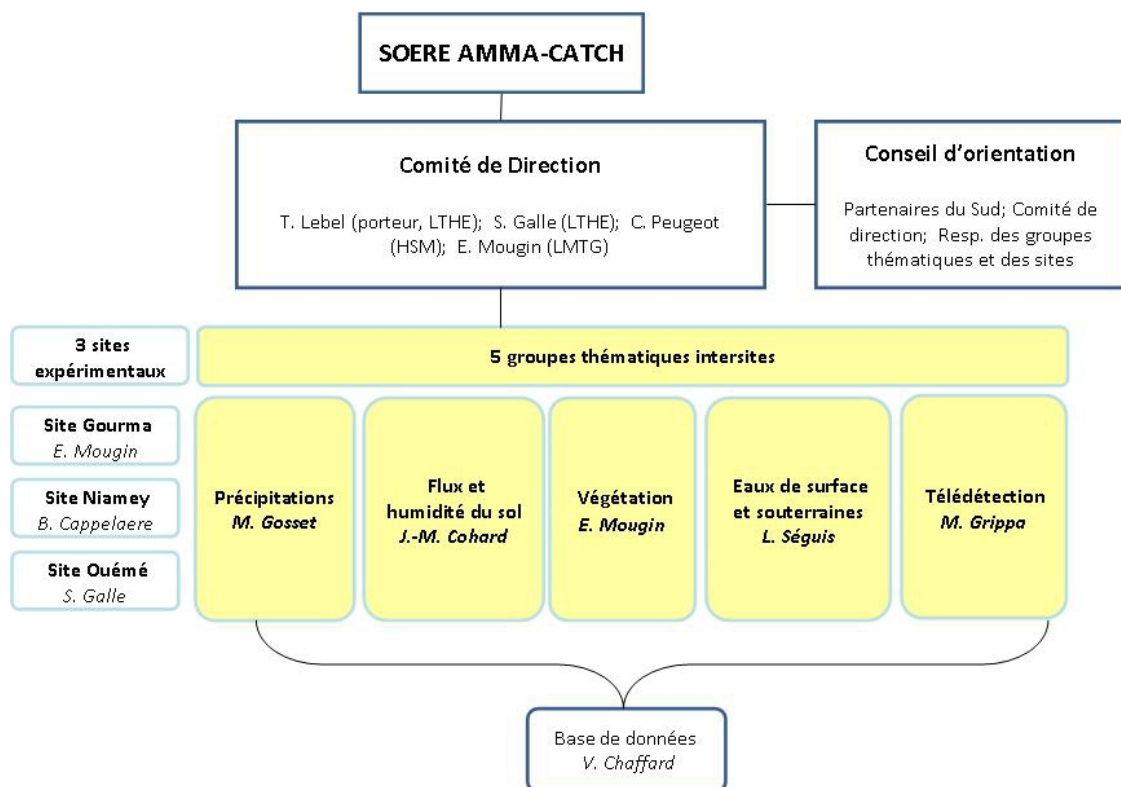 SOERE AMMA-CATCH
Comité de Direction
T. Lebel (porteur, LTHE); S. Galle (LTHE); C. Peugeot
(HSM); E. Mougin (LMTG)
Conseil d'orientation
Partenaires du Sud; Comité de
direction; Resp. des groupes
thématiques et des sites
3 sites
expérimentaux
5 groupes thématiques intersites
Site Gourma
E. Mougin
Site Niamey
B. Cappelaere
Site Ouémé
S. Galle
Précipitations
M. Gosset
Flux et
humidité du sol
J.-M. Cohard
Végétation
E. Mougin
Eaux de surface
et souterraines
L. Séguis
Télédétection
M. Grippa
Base de données
V. Chaffard